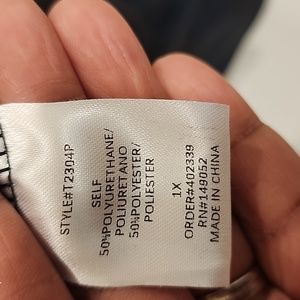 STYLE#T2304P
SELF
50%POLYURETHANE/
POLIURETANO
50%POLYESTER/
POLIESTER
1X
ORDER#402339
RN#149052
MADE IN CHINA